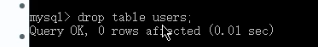 mysql> drop table users;
Query OK, 0 rows affected (0.01 sec)